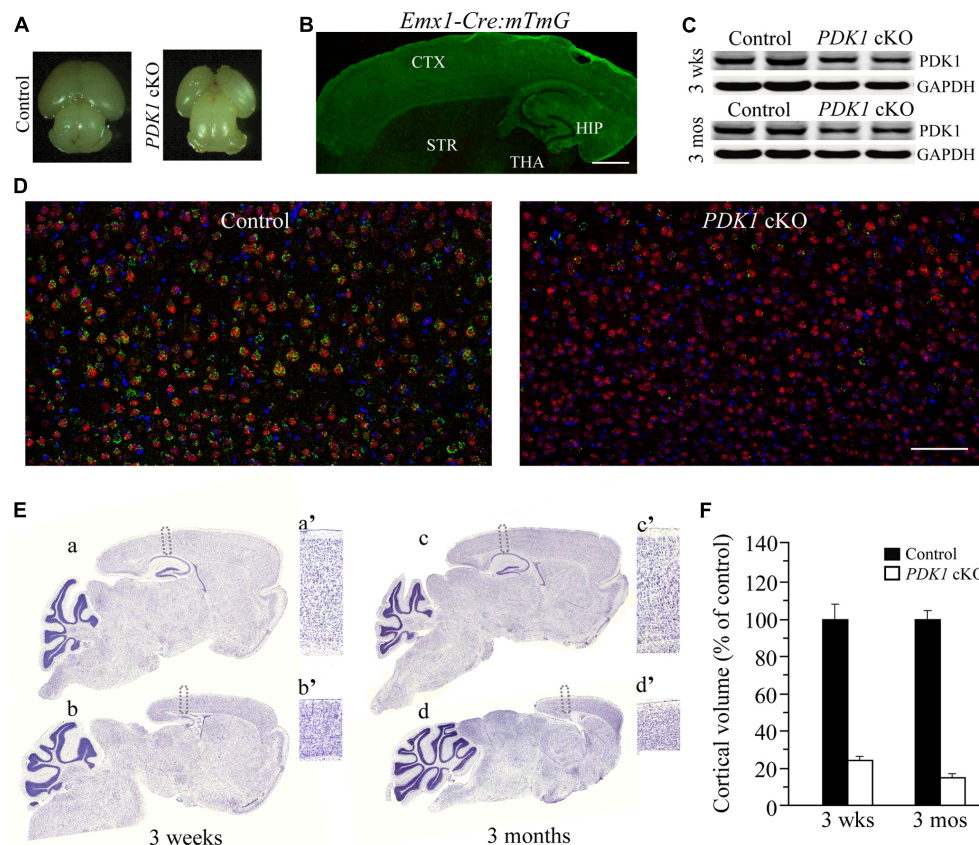 A
Control
PDK1 cKO
B
Emx1-Cre:mTmG
CTX
STR
THA
HIP
C
Control PDK1 cKO
3 wks
PDK1
GAPDH
3 mos
PDK1
GAPDH
D
Control
PDK1 cKO
E
a
a’
c
c’
b
b’
d
d’
3 weeks
3 months
F
Cortical volume (% of control)
140
120
100
80
60
40
20
0
Control
PDK1 cKO
3 wks 3 mos